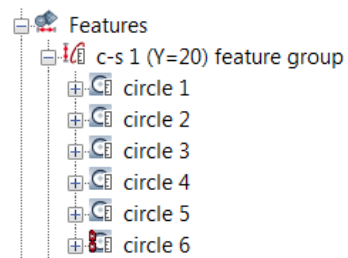 Features
c-s 1 (Y=20) feature group
circle 1
circle 2
circle 3
circle 4
circle 5
circle 6